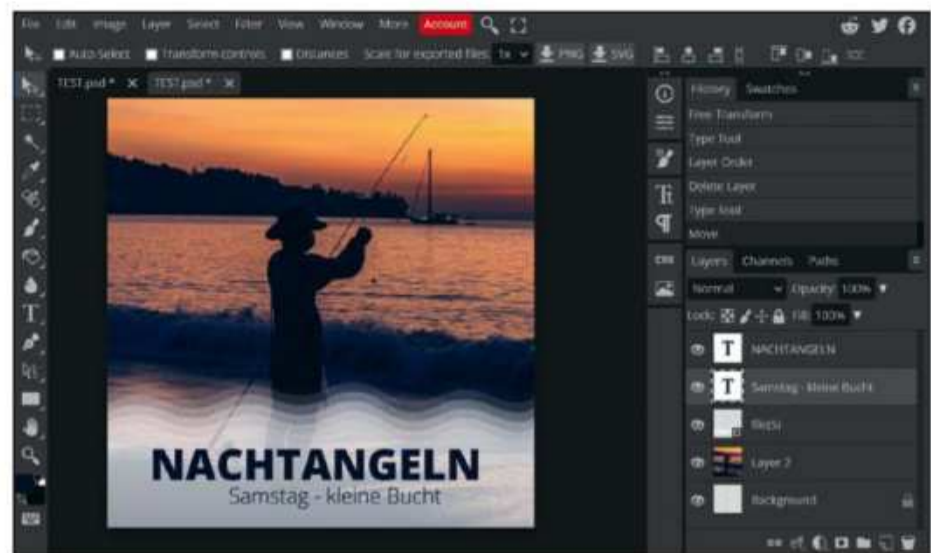 File Edit Image Layer Select Filter View Window More Account
Auto-Select Transform controls Distances Scale for exported files: 1x PNG SVG
TEST.psd * TEST.psd *
History Swatches
Free Transform
Type Tool
Layer Order
Delete Layer
Type Tool
Move
CSS
Layers Channels Paths
Normal Opacity: 100%
Lock: Fill: 100%
NACHTANGELN
Samstag - kleine Bucht
Layer 2
Background
NACHTANGELN
Samstag - kleine Bucht